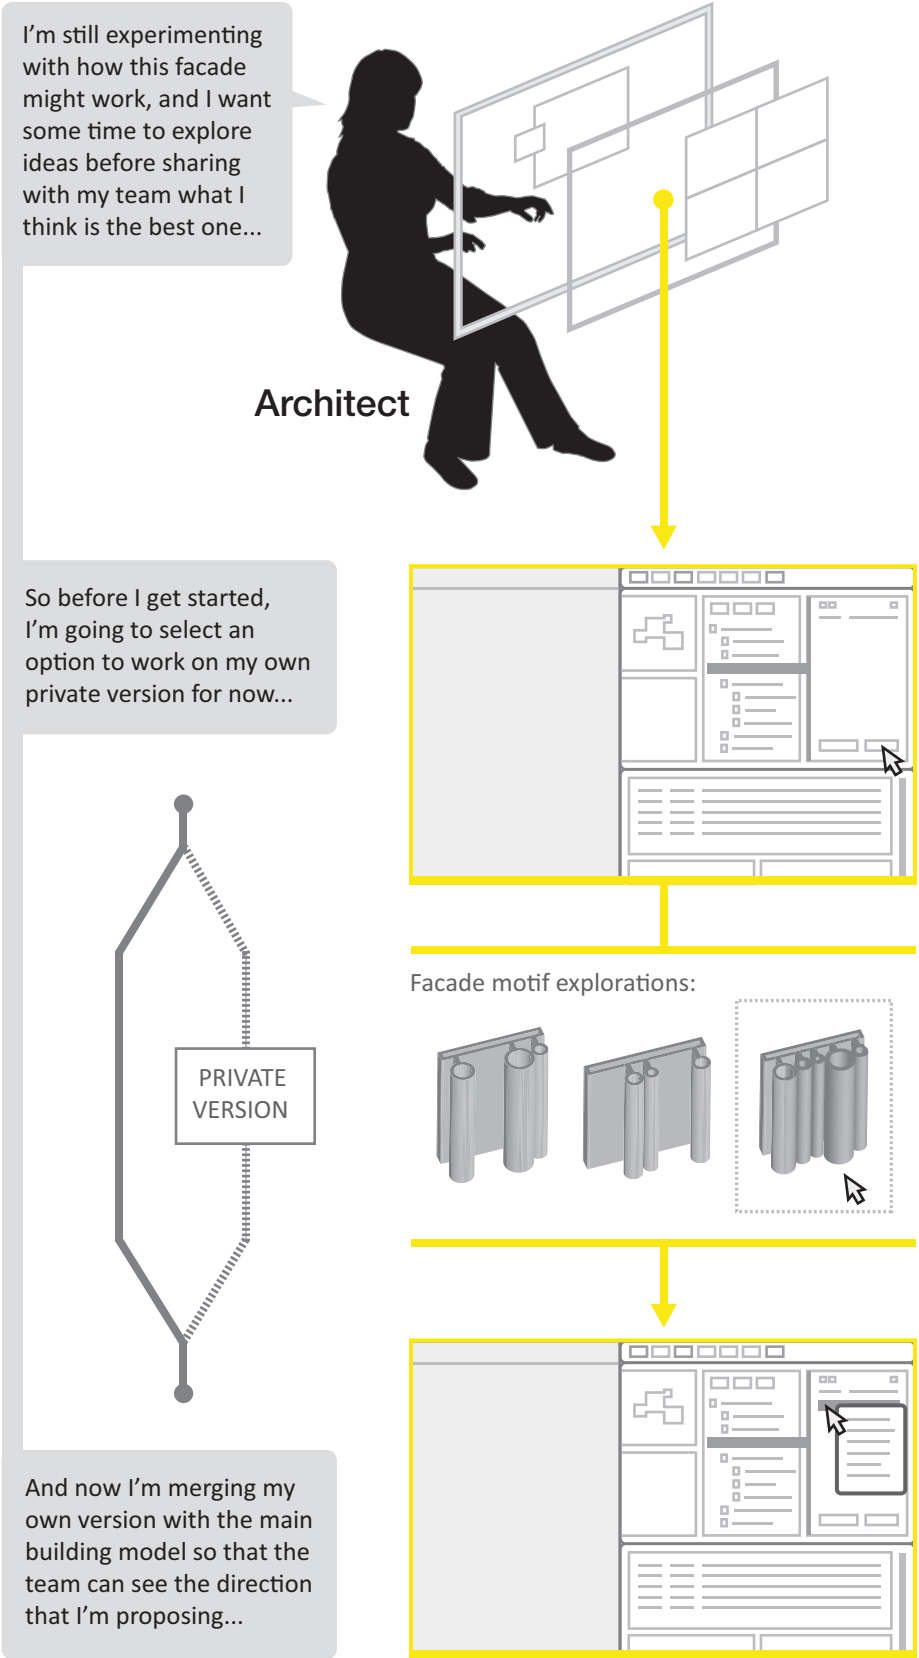 I’m still experimenting
with how this facade
might work, and I want
some time to explore
ideas before sharing
with my team what I
think is the best one...
Architect
So before I get started,
I’m going to select an
option to work on my own
private version for now...
PRIVATE
VERSION
Facade motif explorations:
And now I’m merging my
own version with the main
building model so that the
team can see the direction
that I’m proposing...